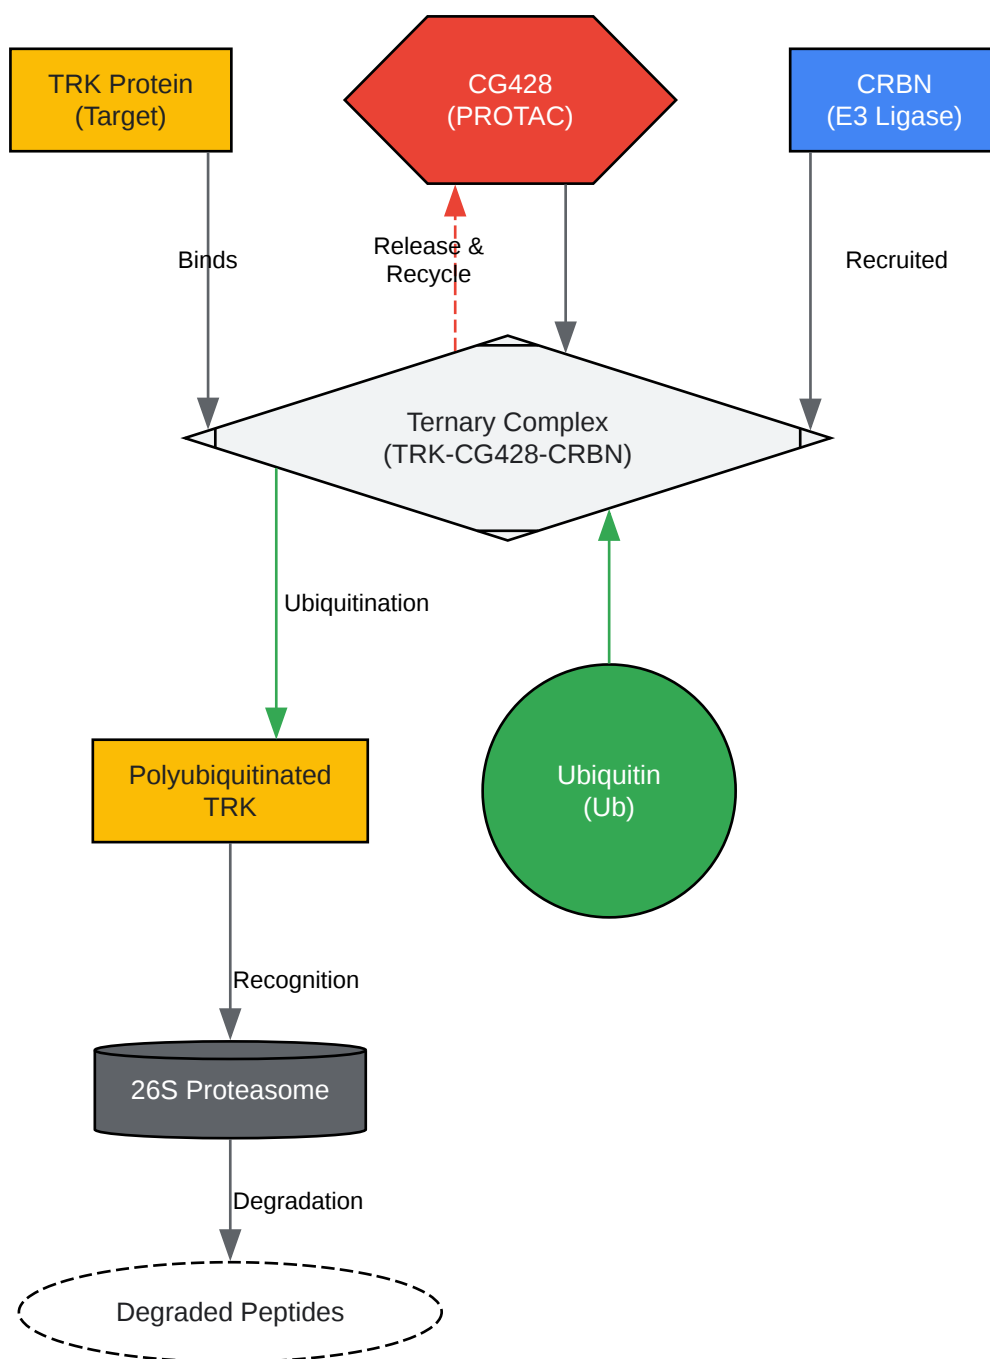 TRK Protein
(Target)
CG428
(PROTAC)
CRBN
(E3 Ligase)
Binds
Release &
Recycle
Recruited
Ternary Complex
(TRK-CG428-CRBN)
Ubiquitination
Polyubiquitinated
TRK
Ubiquitin
(Ub)
Recognition
26S Proteasome
Degradation
Degraded Peptides